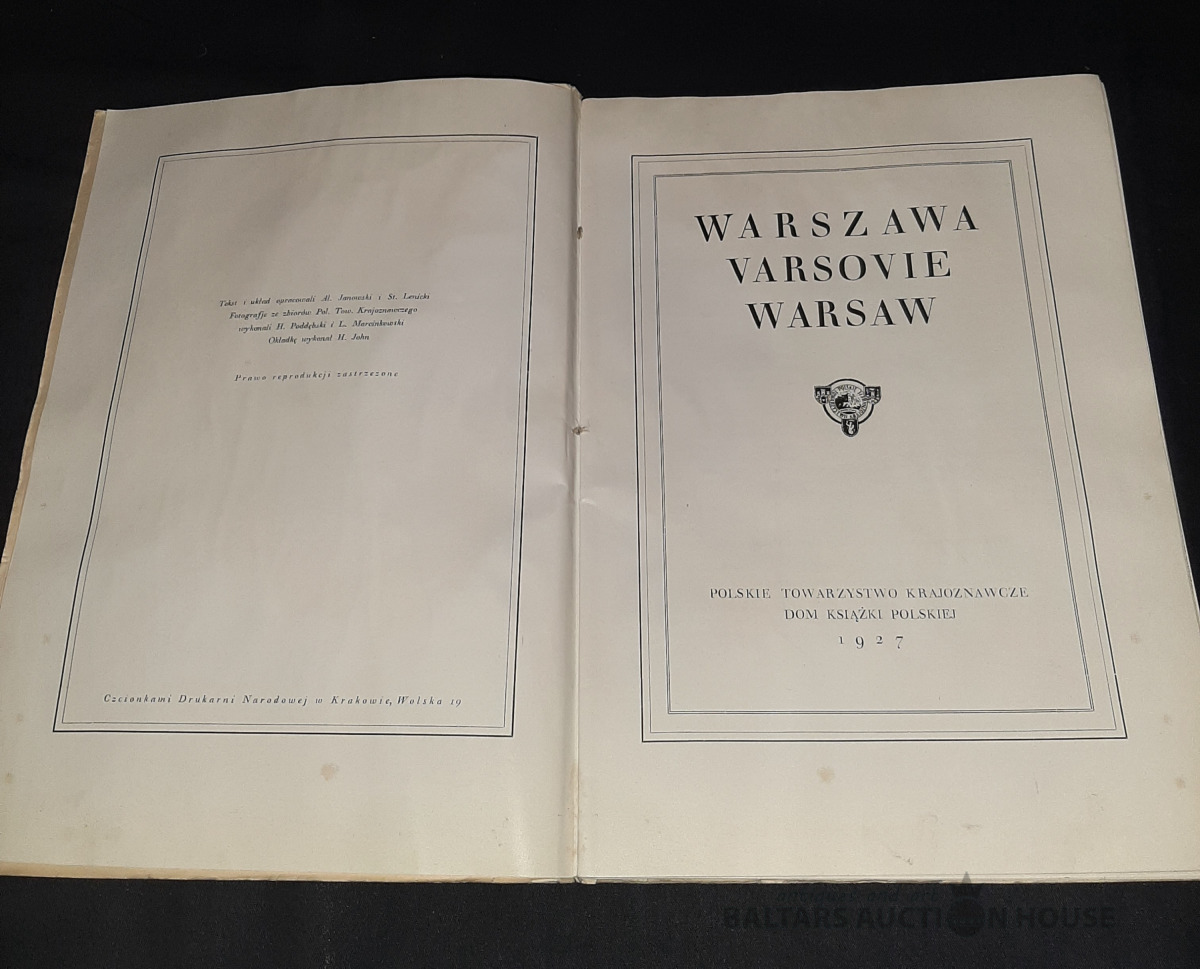 Tekst i układ opracowali Al. Janowski i St. Lenicki
Fotografje ze zbiorów Pol. Tow. Krajoznawczego
wykonali H. Poddębski i L. Marcinkowski
Okładkę wykonał H. John
Prawo reprodukcji zastrzeżone
Czcionkami Drukarni Narodowej w Krakowie, Wolska 19
WARSZAWA
VARSOVIE
WARSAW
POLSKIE TOWARZYSTWO KRAJOZNAWCZE
DOM KSIĄŻKI POLSKIEJ
1927
BALTARS AUCTION HOUSE